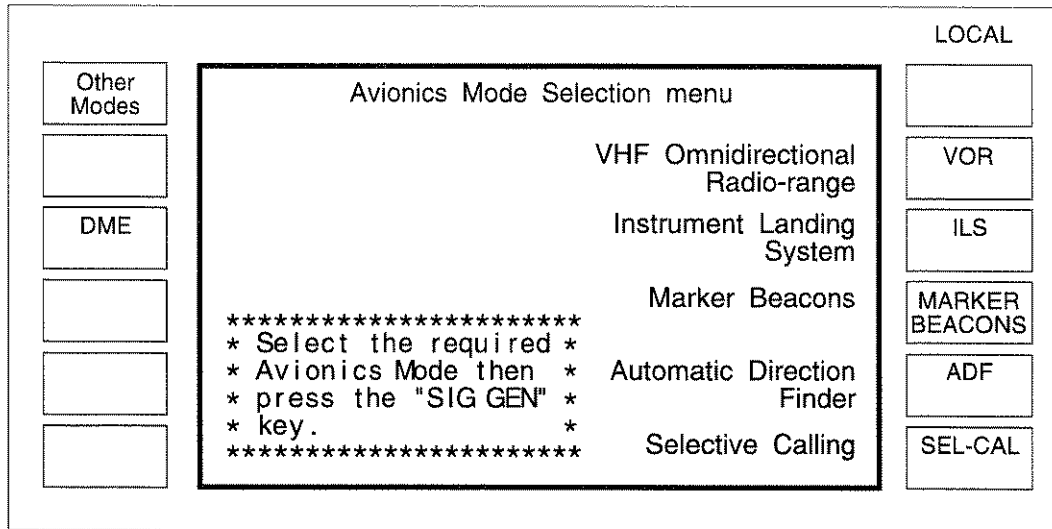 LOCAL
Other
Modes
DME
Avionics Mode Selection menu
VHF Omnidirectional
Radio-range
Instrument Landing
System
Marker Beacons
Automatic Direction
Finder
Selective Calling
***********************
* Select the required *
* Avionics Mode then *
* press the "SIG GEN" *
* key. *
***********************
VOR
ILS
MARKER
BEACONS
ADF
SEL-CAL